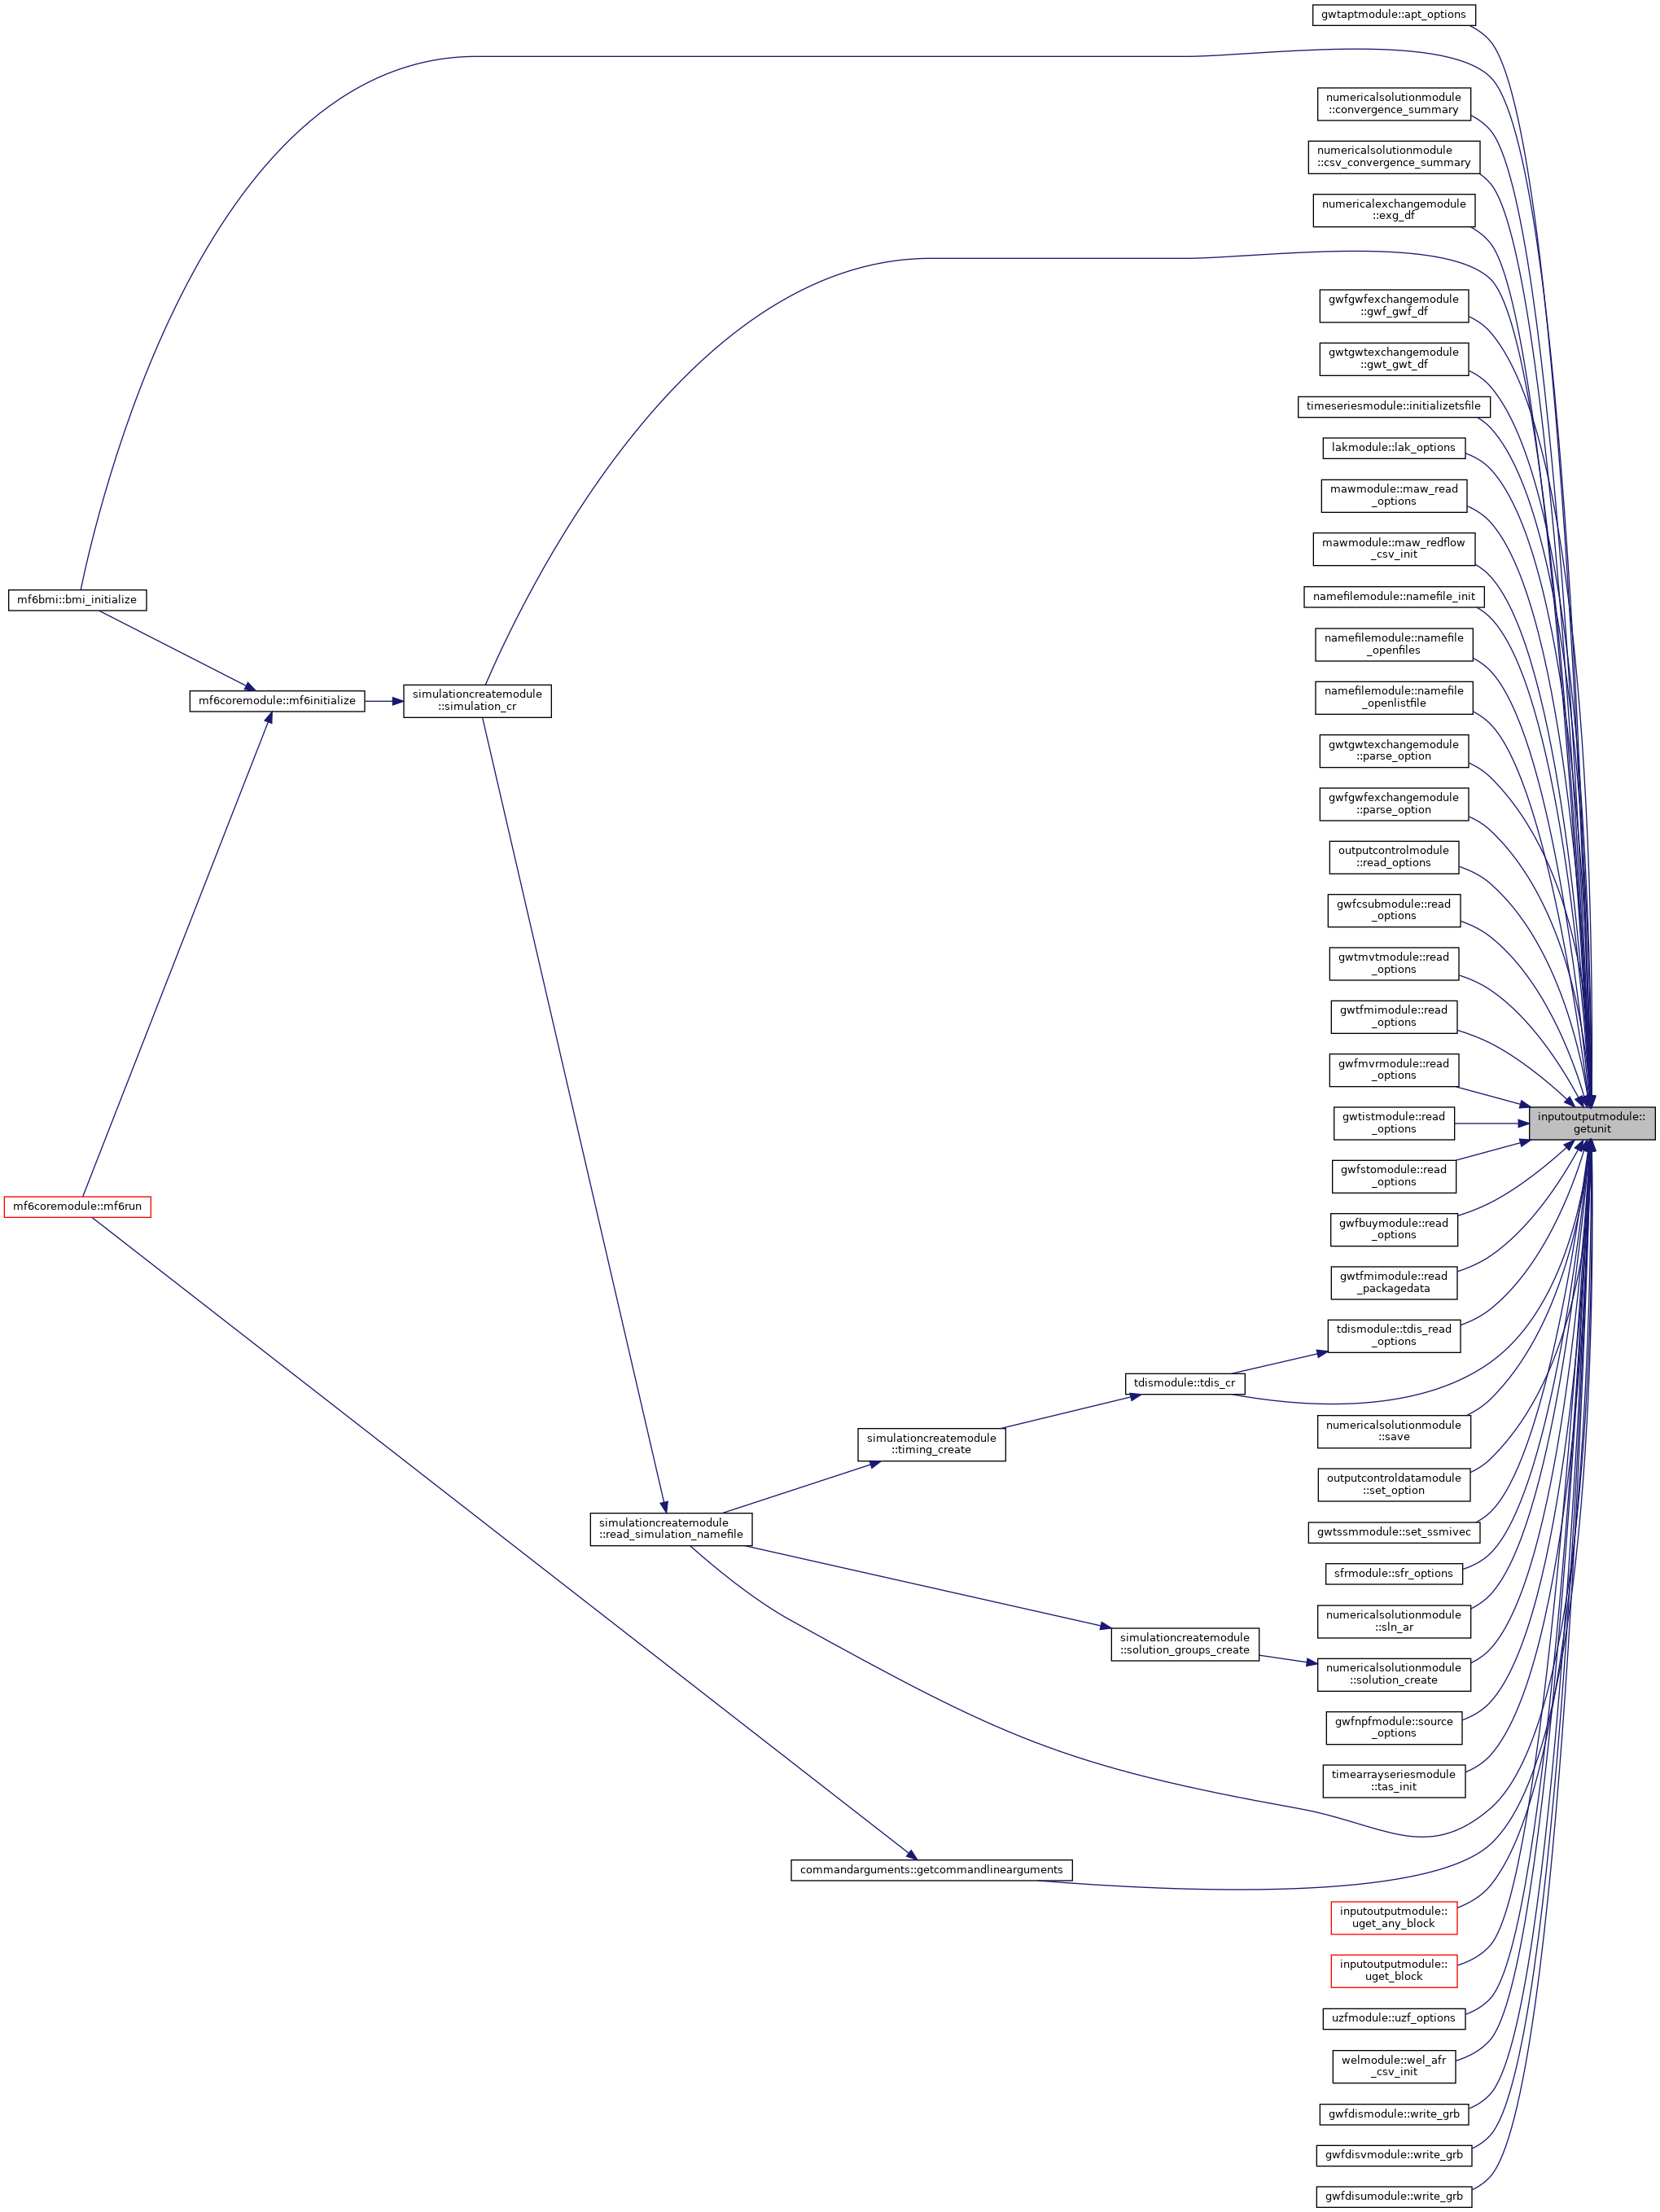 gwtaptmodule::apt_options
numericalsolutionmodule
::convergence_summary
numericalsolutionmodule
::csv_convergence_summary
numericalexchangemodule
::exg_df
gwfgwfexchangemodule
::gwf_gwf_df
gwtgwtexchangemodule
::gwt_gwt_df
timeseriesmodule::initializetsfile
lakmodule::lak_options
mawmodule::maw_read
_options
mawmodule::maw_redflow
_csv_init
namefilemodule::namefile_init
mf6bmi::bmi_initialize
namefilemodule::namefile
_openfiles
namefilemodule::namefile
_openlistfile
mf6coremodule::mf6initialize
simulationcreatemodule
::simulation_cr
gwtgwtexchangemodule
::parse_option
gwfgwfexchangemodule
::parse_option
outputcontrolmodule
::read_options
gwfcsubmodule::read
_options
gwtmvtmodule::read
_options
gwtfmimodule::read
_options
gwfmvrmodule::read
_options
inputoutputmodule::
getunit
gwtistmodule::read
_options
gwfstomodule::read
_options
mf6coremodule::mf6run
gwfbuymodule::read
_options
gwtfmimodule::read
_packagedata
tdismodule::tdis_read
_options
tdismodule::tdis_cr
numericalsolutionmodule
::save
simulationcreatemodule
::timing_create
outputcontroldatamodule
::set_option
simulationcreatemodule
::read_simulation_namefile
gwtssmmodule::set_ssmivec
sfrmodule::sfr_options
numericalsolutionmodule
::sln_ar
simulationcreatemodule
::solution_groups_create
numericalsolutionmodule
::solution_create
gwfnpfmodule::source
_options
timearrayseriesmodule
::tas_init
commandarguments::getcommandlinearguments
inputoutputmodule::
uget_any_block
inputoutputmodule::
uget_block
uzfmodule::uzf_options
welmodule::wel_afr
_csv_init
gwfdismodule::write_grb
gwfdisvmodule::write_grb
gwfdisumodule::write_grb